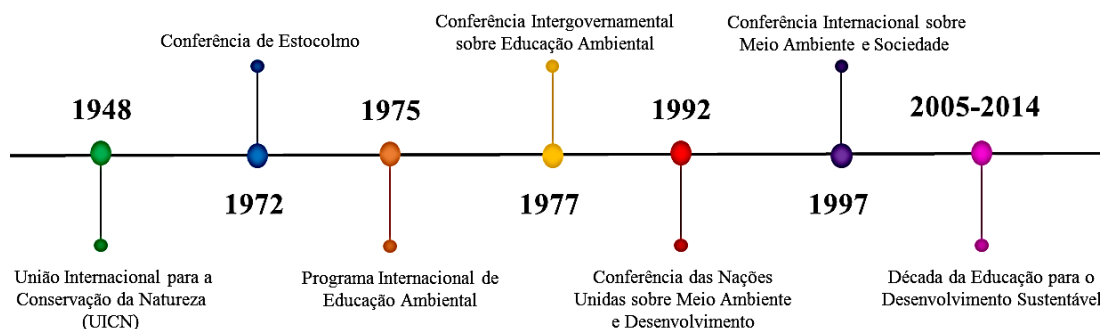 Conferência de Estocolmo
Conferência Intergovernamental
sobre Educação Ambiental
Conferência Internacional sobre
Meio Ambiente e Sociedade
1948
1975
1992
2005-2014
1972
1977
1997
União Internacional para a
Conservação da Natureza
(UICN)
Programa Internacional de
Educação Ambiental
Conferência das Nações
Unidas sobre Meio Ambiente
e Desenvolvimento
Década da Educação para o
Desenvolvimento Sustentável